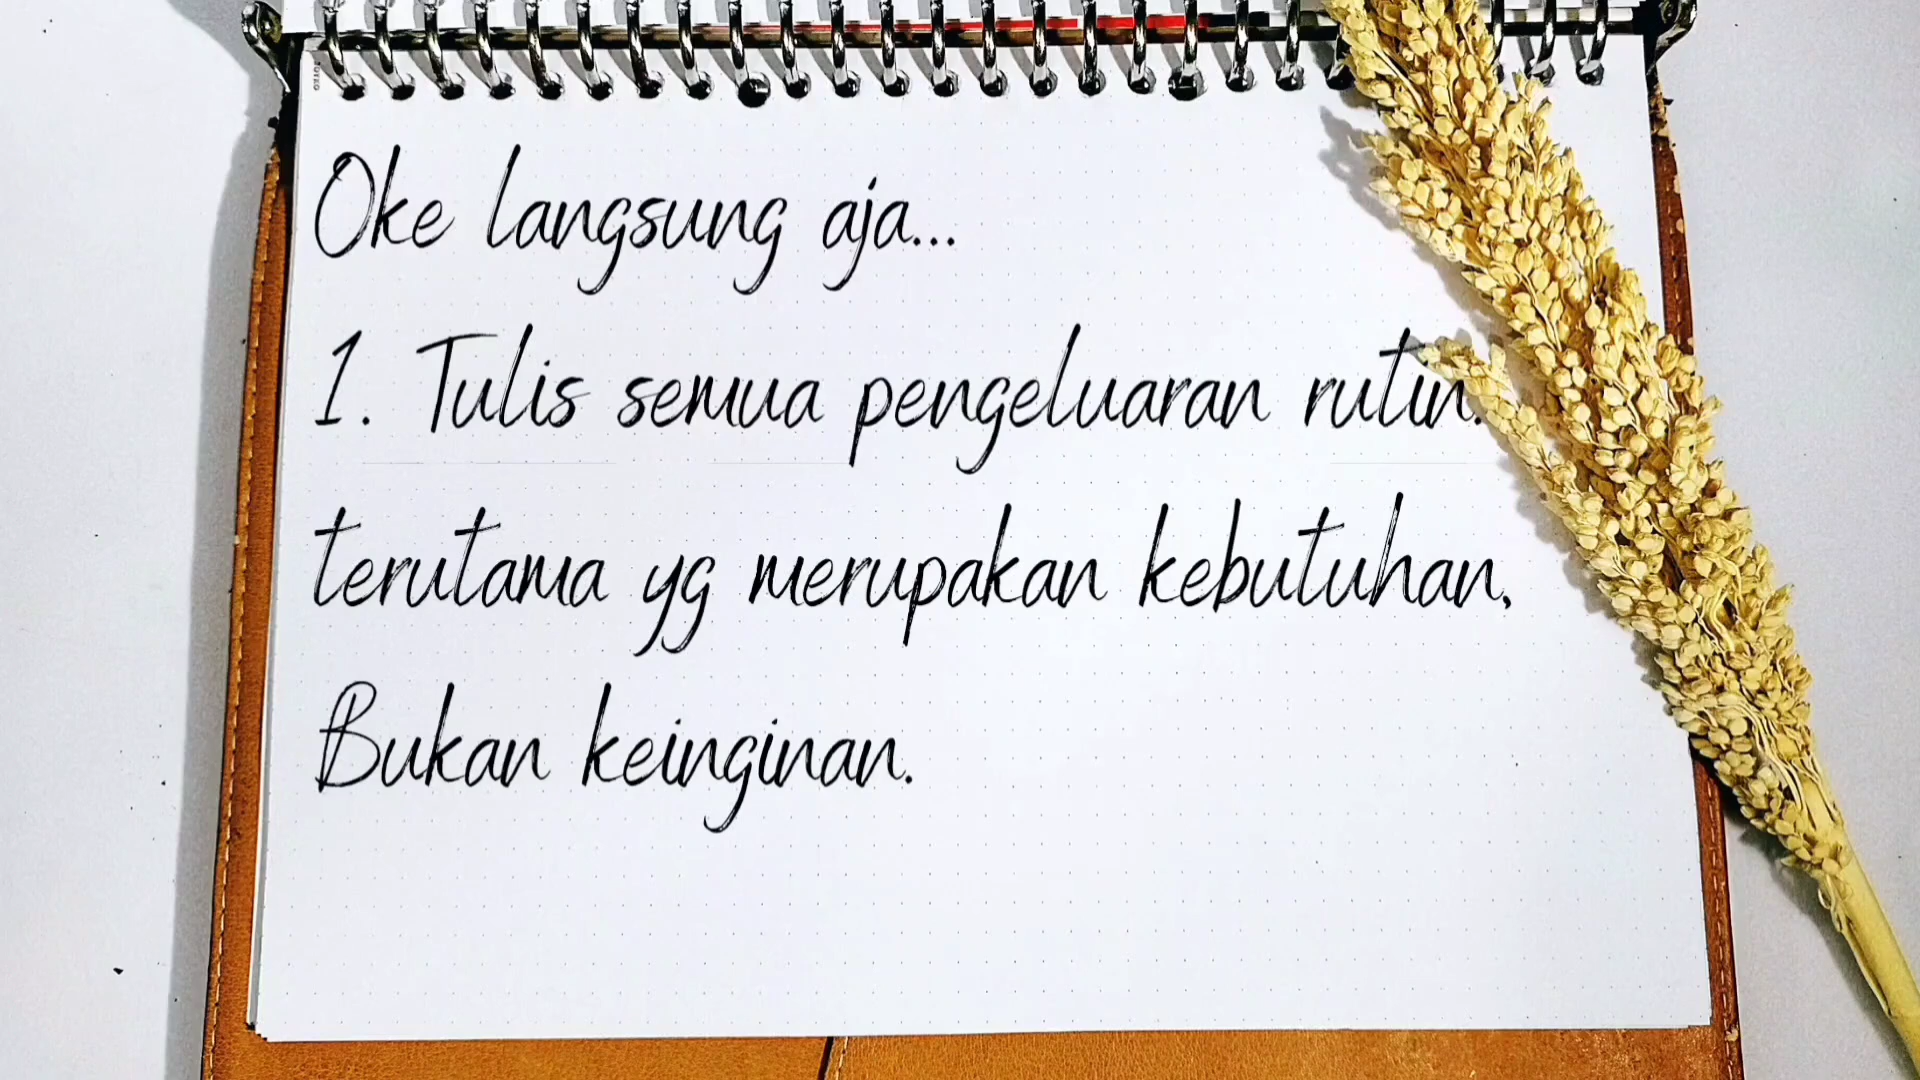 Oke langsung aja...
1. Tulis semua pengeluaran rutin.
terutama yg merupakan kebutuhan,
Bukan keinginan.